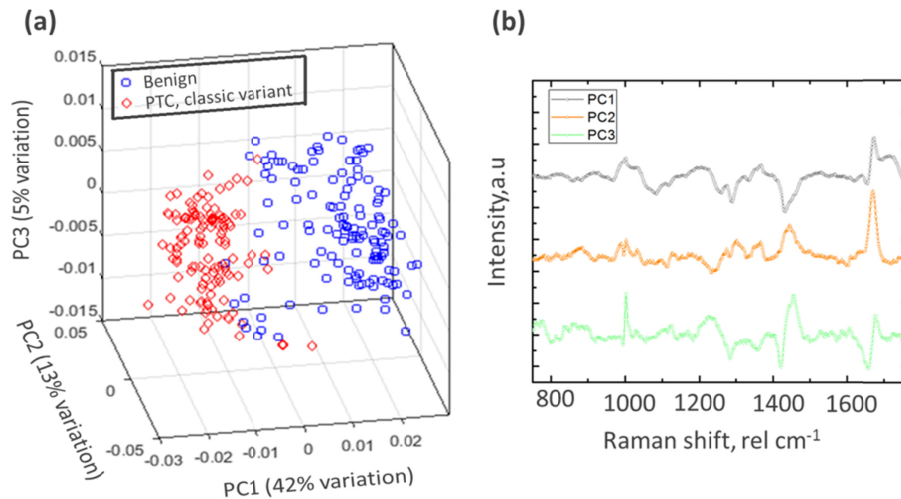 (a)
0.015
0.01
0.005
0
-0.005
-0.01
-0.015
PC3 (5% variation)
Benign
PTC, classic variant
0.05
0
-0.05
PC2 (13% variation)
-0.03
-0.02
-0.01
0
0.01
0.02
PC1 (42% variation)
(b)
PC1
PC2
PC3
Intensity,a.u
800
1000
1200
1400
1600
Raman shift, rel cm⁻¹